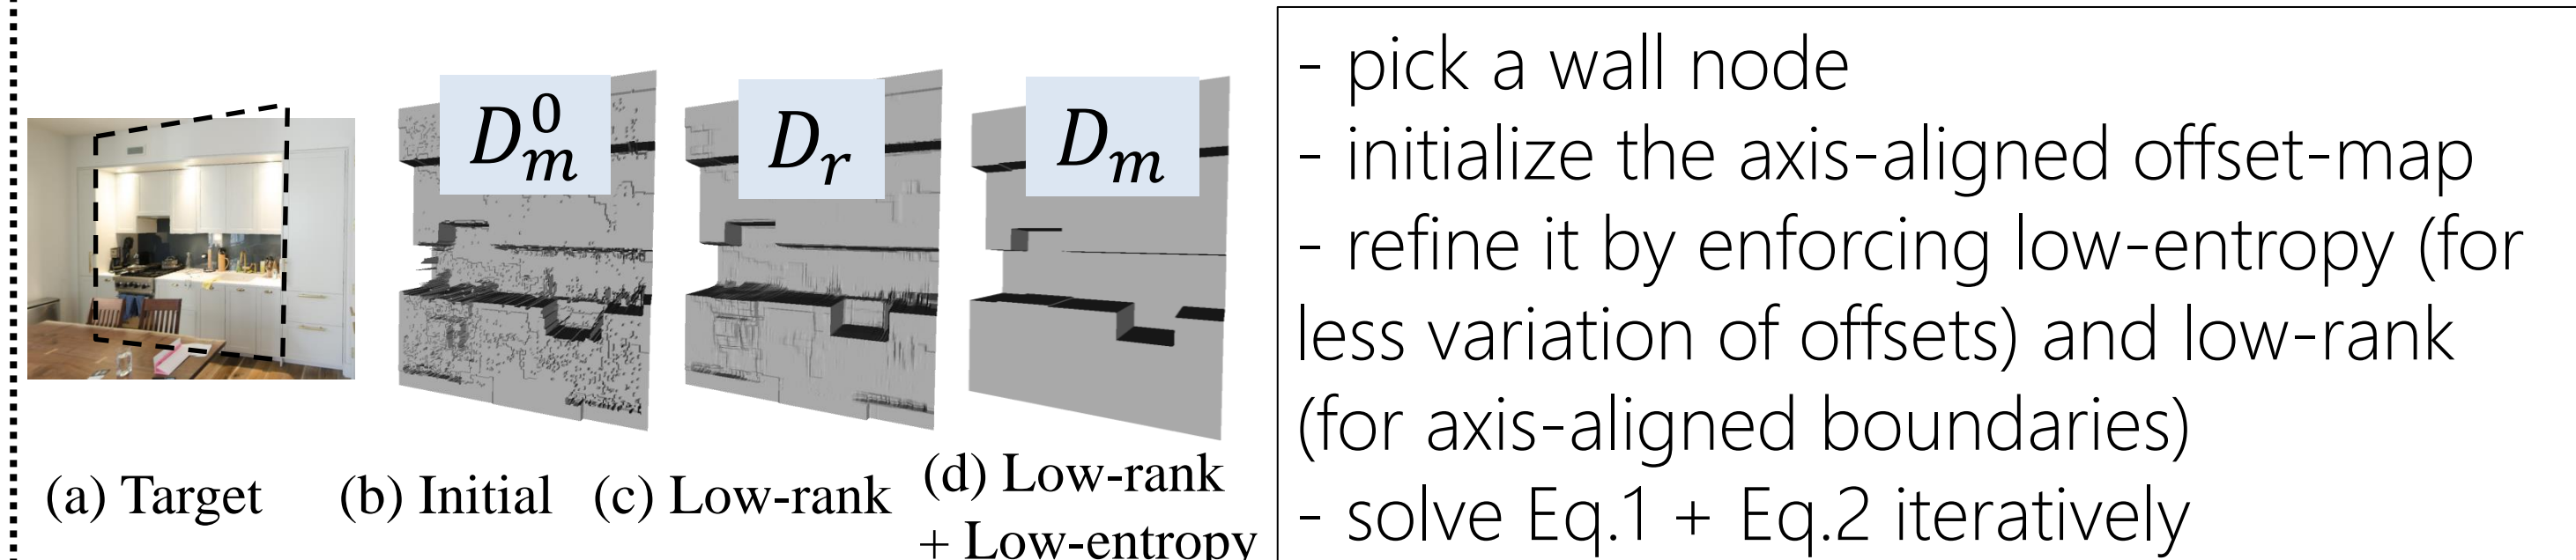 D_m^0
D_r
D_m
(a) Target
(b) Initial
(c) Low-rank
(d) Low-rank
+ Low-entropy
- pick a wall node
- initialize the axis-aligned offset-map
- refine it by enforcing low-entropy (for
less variation of offsets) and low-rank
(for axis-aligned boundaries)
- solve Eq.1 + Eq.2 iteratively